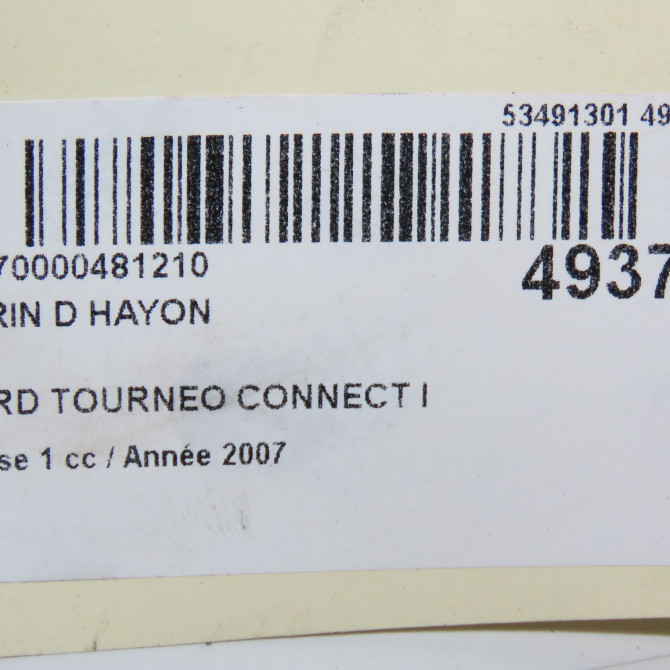 53491301 49
70000481210
4937
RIN D HAYON
RD TOURNEO CONNECT I
se 1 cc / Année 2007